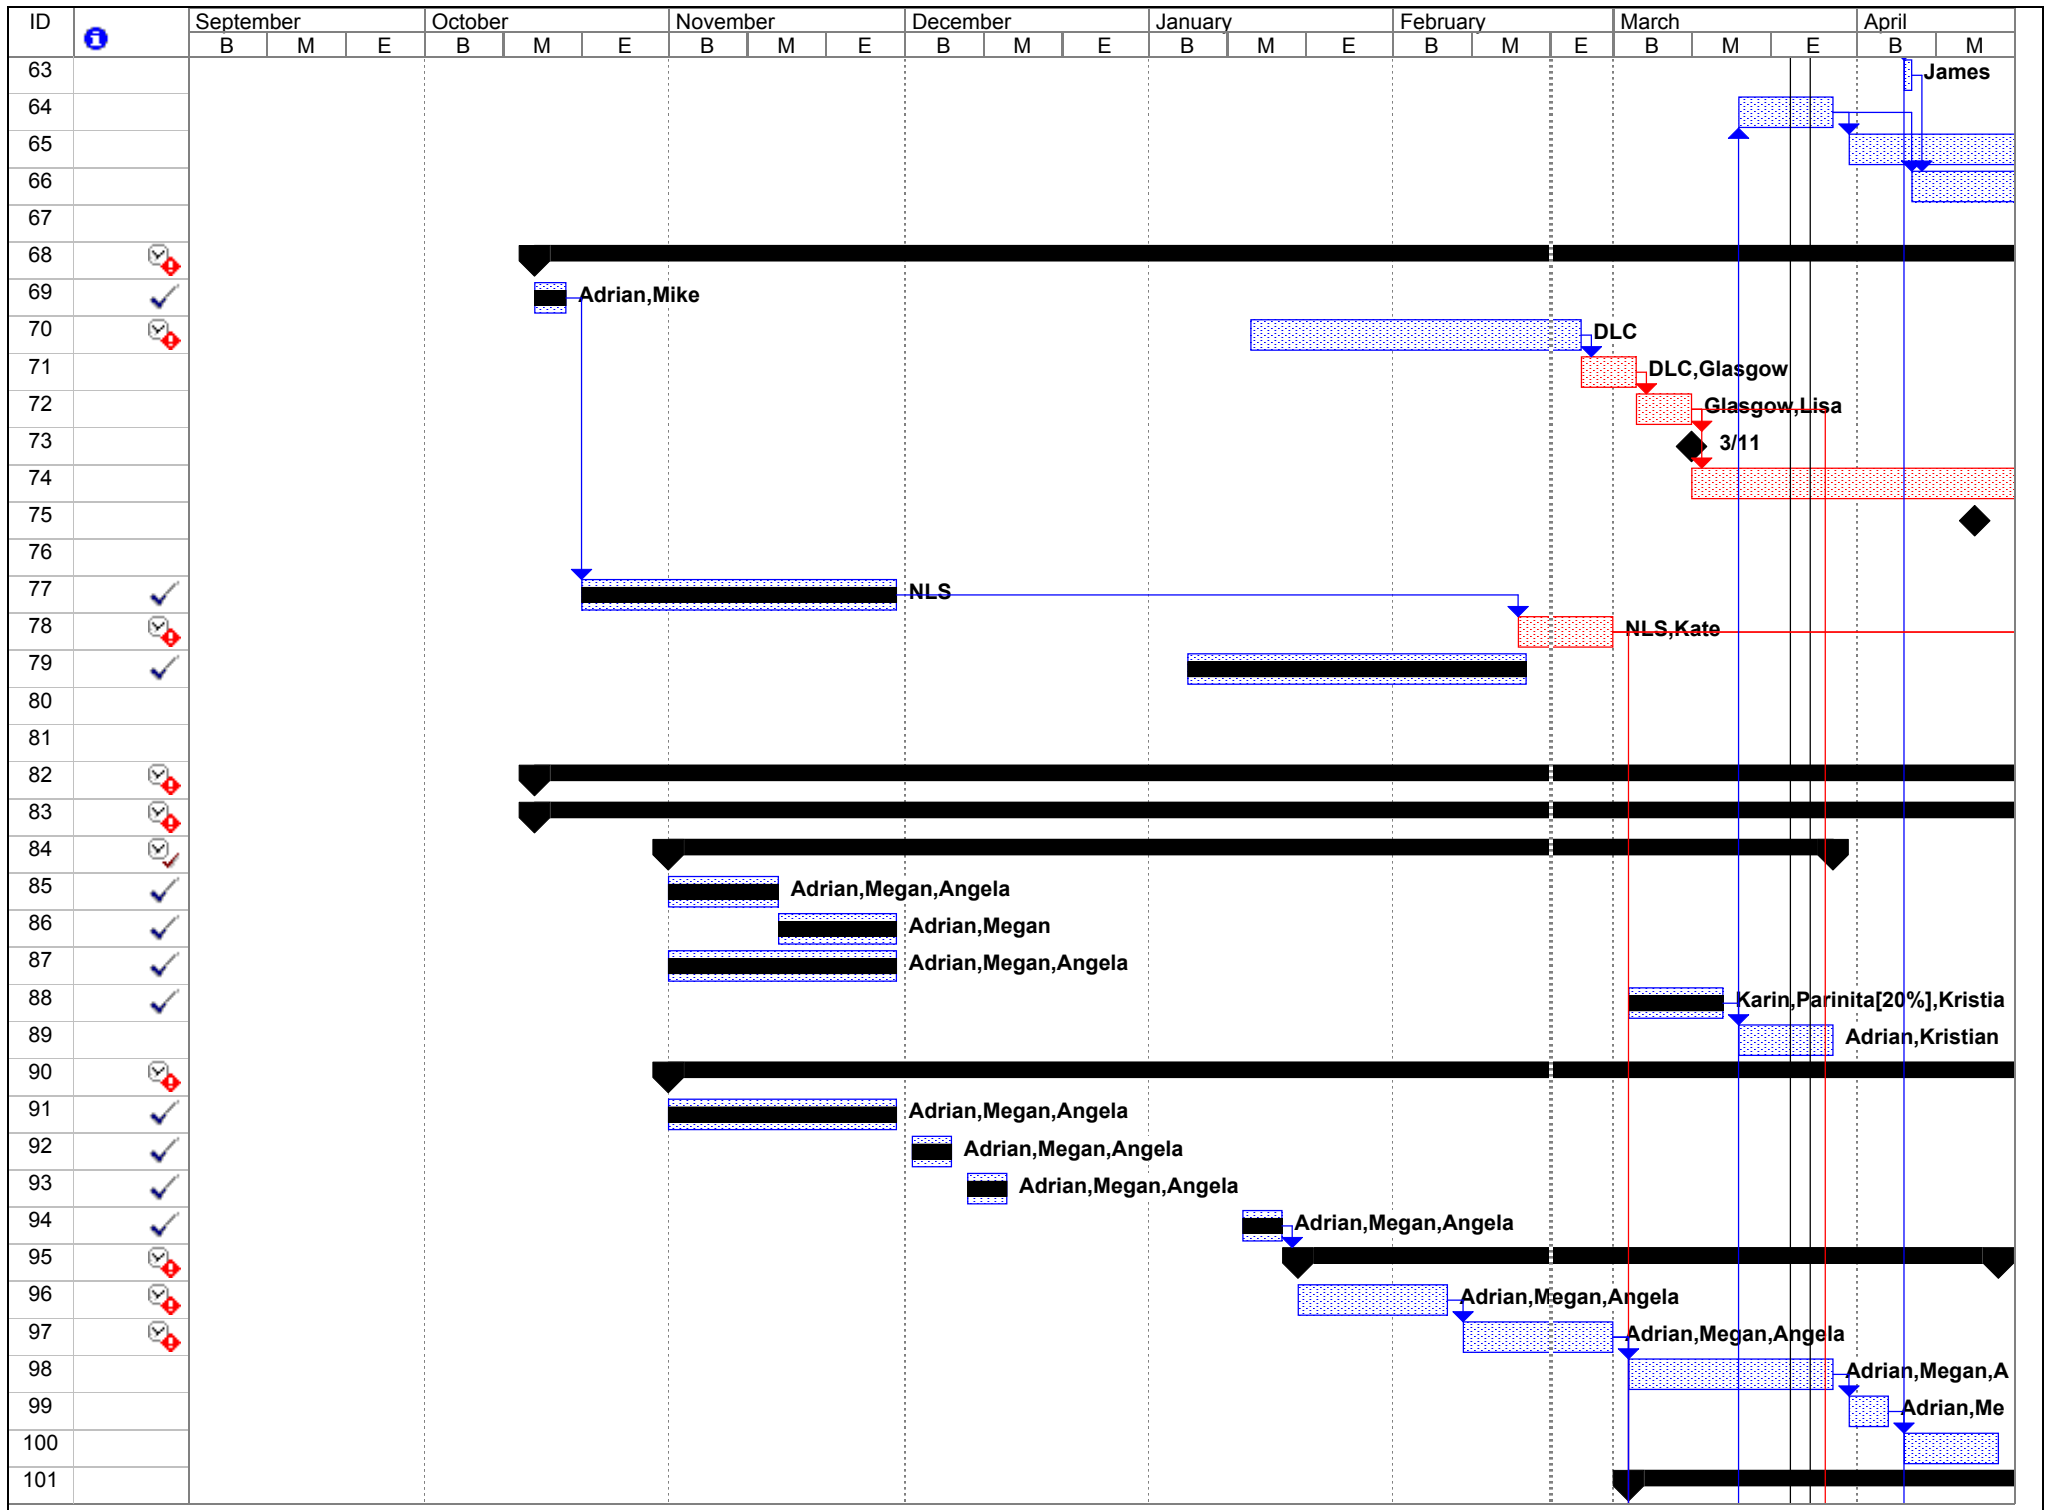 ID September October November December January February March April
B M E B M E B M E B M E B M E B M E B M E B M
63 James
64
65
66
67
68
69 Adrian,Mike
70 DLC
71 DLC,Glasgow
72 Glasgow,Lisa
73 3/11
74
75
76
77 NLS
78 NLS,Kate
79
80
81
82
83
84
85 Adrian,Megan,Angela
86 Adrian,Megan
87 Adrian,Megan,Angela
88 Karin,Parinita[20%],Kristia
89 Adrian,Kristian
90
91 Adrian,Megan,Angela
92 Adrian,Megan,Angela
93 Adrian,Megan,Angela
94 Adrian,Megan,Angela
95
96 Adrian,Megan,Angela
97 Adrian,Megan,Angela
98 Adrian,Megan,A
99 Adrian,Me
100
101